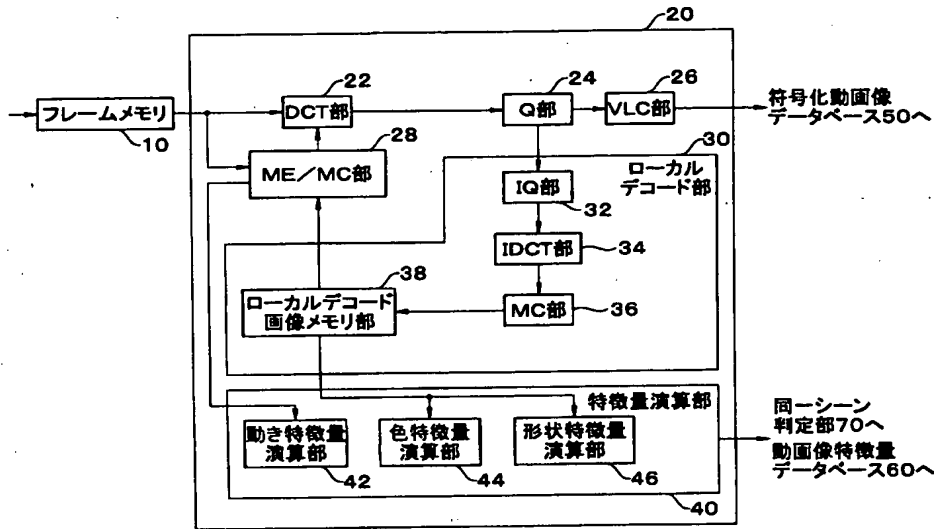 20
22
24
26
フレームメモリ
DCT部
Q部
VLC部
符号化動画像
データベース50へ
10
28
30
ME/MC部
ローカル
デコード部
IQ部
32
IDCT部
34
38
ローカルデコード
画像メモリ部
MC部
36
特徴量演算部
動き特徴量
演算部
色特徴量
演算部
形状特徴量
演算部
同一シーン
判定部70へ
動画像特徴量
データベース60へ
42
44
46
40